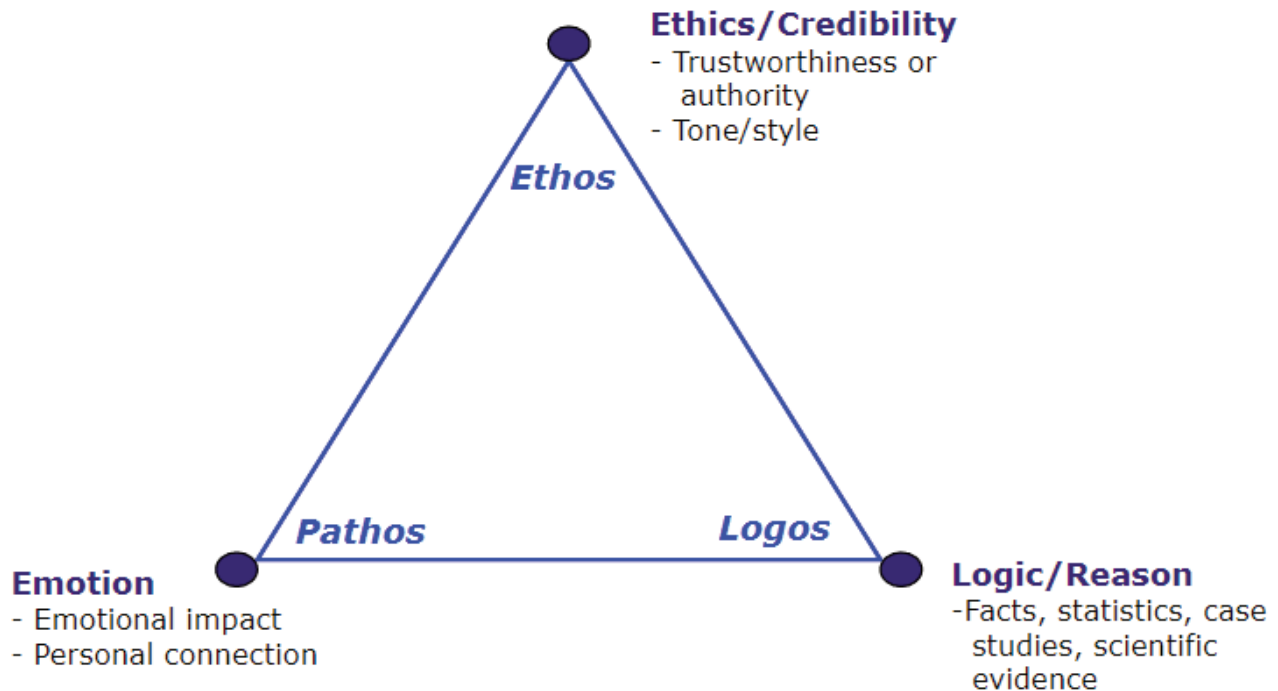 Ethics/Credibility
- Trustworthiness or
authority
- Tone/style
Ethos
Pathos
Logos
Emotion
- Emotional impact
- Personal connection
Logic/Reason
-Facts, statistics, case
studies, scientific
evidence